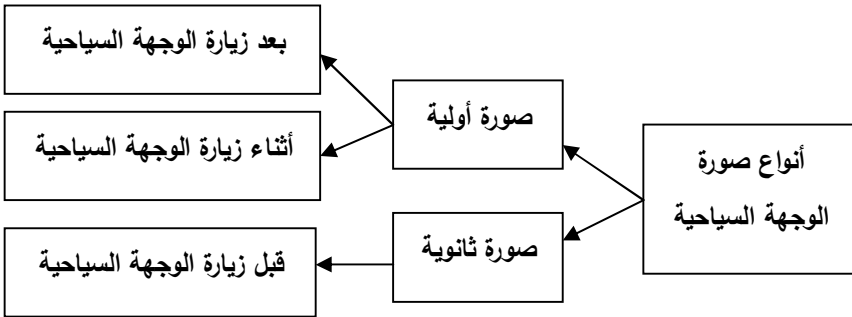 أنواع صورة
الوجهة السياحية
صورة أولية
بعد زيارة الوجهة السياحية
أثناء زيارة الوجهة السياحية
صورة ثانوية
قبل زيارة الوجهة السياحية